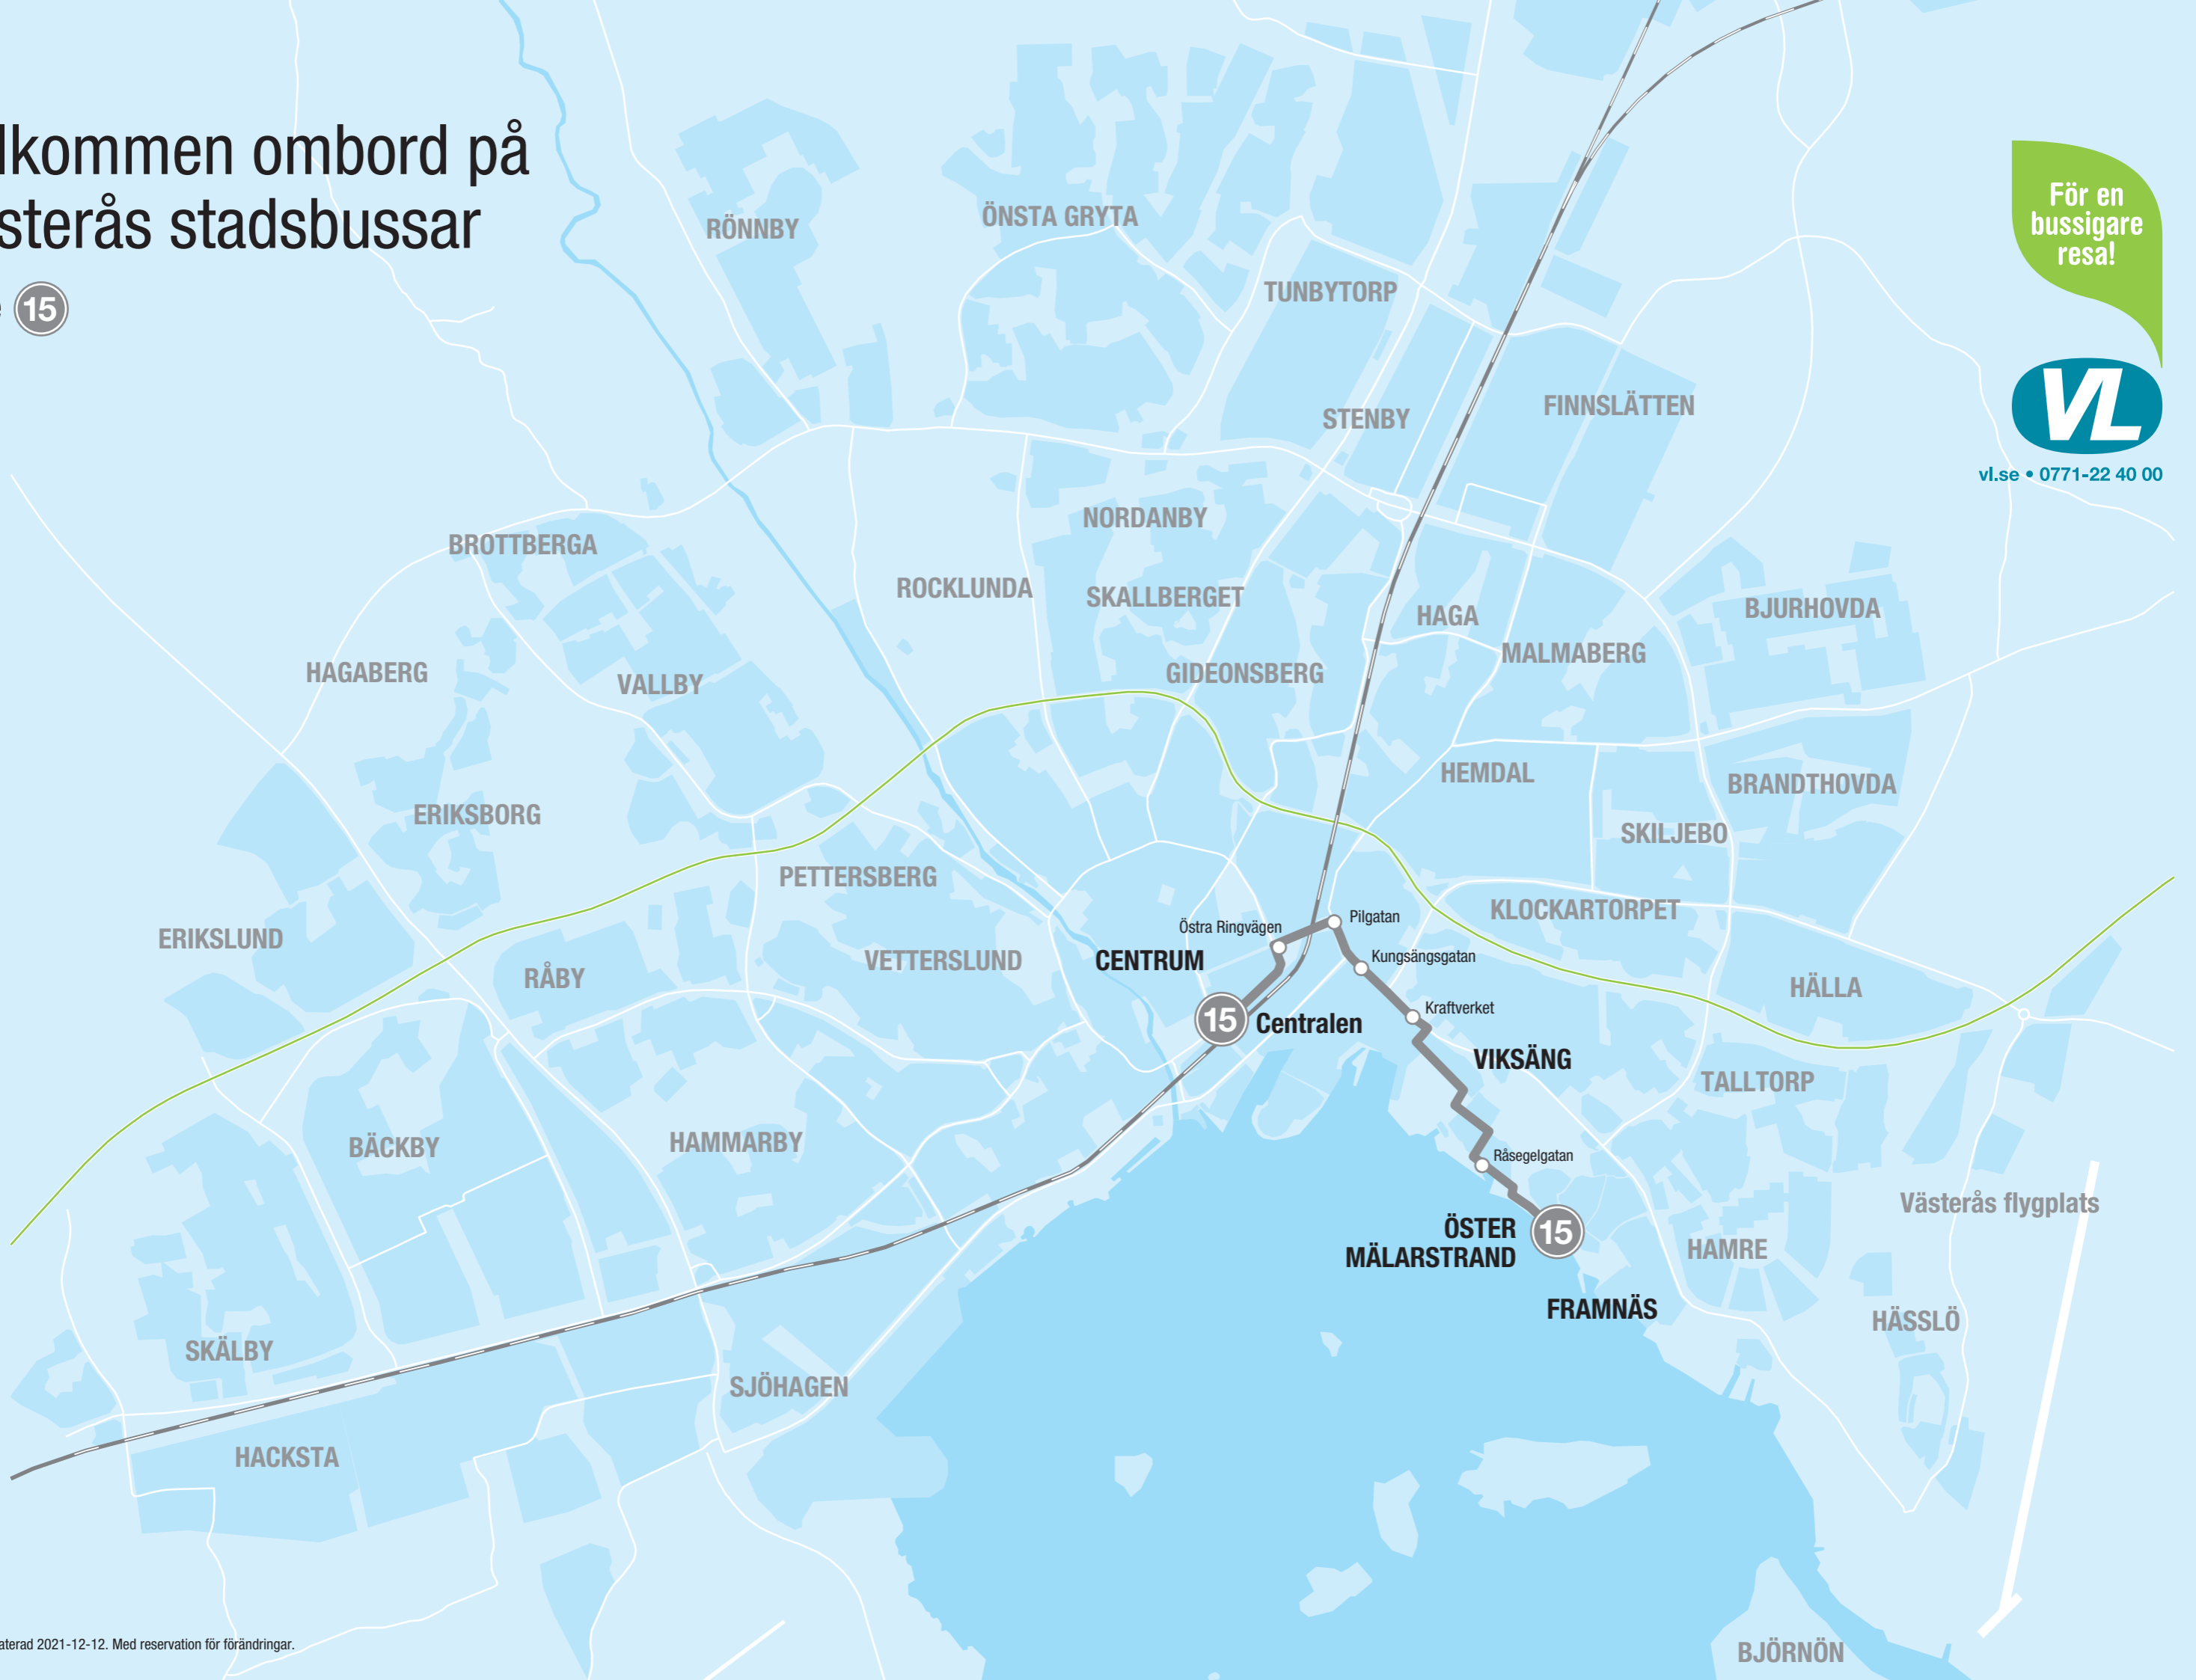 lkommen ombord på
sterås stadsbussar
15
För en
bussigare
resa!
VL
vl.se • 0771-22 40 00
RÖNNBY
ÖNSTA GRYTA
TUNBYTORP
STENBY
FINNSLÄTTEN
NORDANBY
BROTTBERGA
ROCKLUNDA
SKALLBERGET
HAGA
BJURHOVDA
MALMABERG
HAGABERG
VALLBY
GIDEONSBERG
HEMDAL
BRANDTHOVDA
ERIKSBORG
SKILJEBO
PETTERSBERG
KLOCKARTORPET
Pilgatan
Östra Ringvägen
ERIKSLUND
RÅBY
VETTERSLUND
CENTRUM
Kungsängsgatan
HÄLLA
Kraftverket
15 Centralen
VIKSÄNG
TALLTORP
BÄCKBY
HAMMARBY
Råsegelgatan
Västerås flygplats
ÖSTER
MÄLARSTRAND
15
HAMRE
FRAMNÄS
HÄSSLÖ
SKÄLBY
SJÖHAGEN
HACKSTA
aterad 2021-12-12. Med reservation för förändringar.
BJÖRNÖN